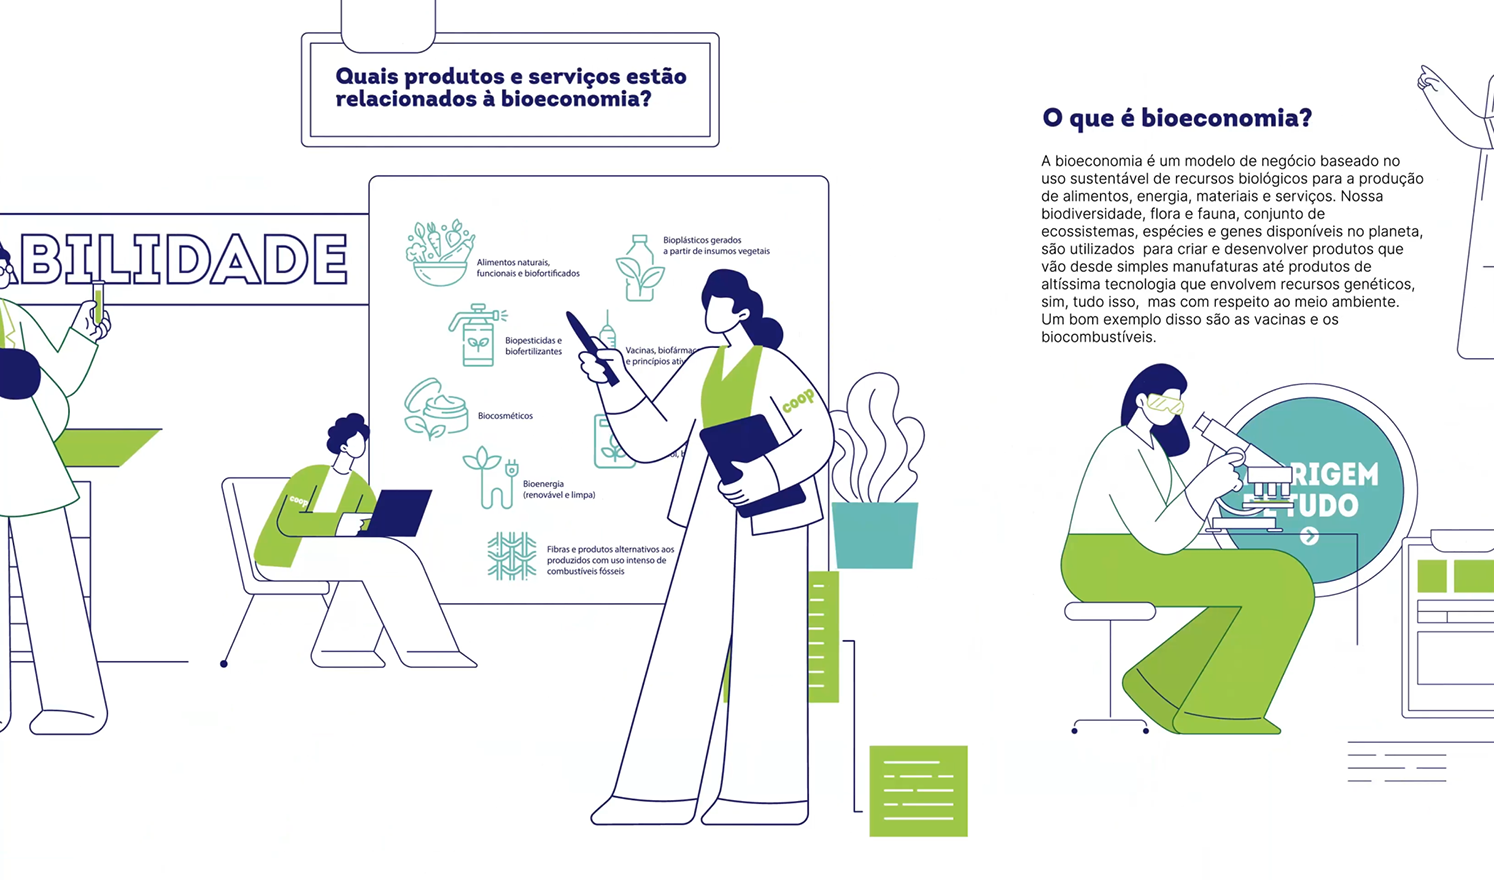 Quais produtos e serviços estão
relacionados à bioeconomia?
BILIDADE
Alimentos naturais,
funcionais e biofortificados
Bioplásticos gerados
a partir de insumos vegetais
Biopesticidas e
biofertilizantes
Vacinas,
e princípios
Biocosméticos
Bioenergia
(renovável e limpa)
Fibras e produtos alternativos aos
produzidos com uso intenso de
combustíveis fósseis
coop
coop
O que é bioeconomia?
A bioeconomia é um modelo de negócio baseado no
uso sustentável de recursos biológicos para a produção
de alimentos, energia, materiais e serviços. Nossa
biodiversidade, flora e fauna, conjunto de
ecossistemas, espécies e genes disponíveis no planeta,
são utilizados  para criar e desenvolver produtos que
vão desde simples manufaturas até produtos de
altíssima tecnologia que envolvem recursos genéticos,
sim, tudo isso,  mas com respeito ao meio ambiente.
Um bom exemplo disso são as vacinas e os
biocombustíveis.
RIGEM
TUDO